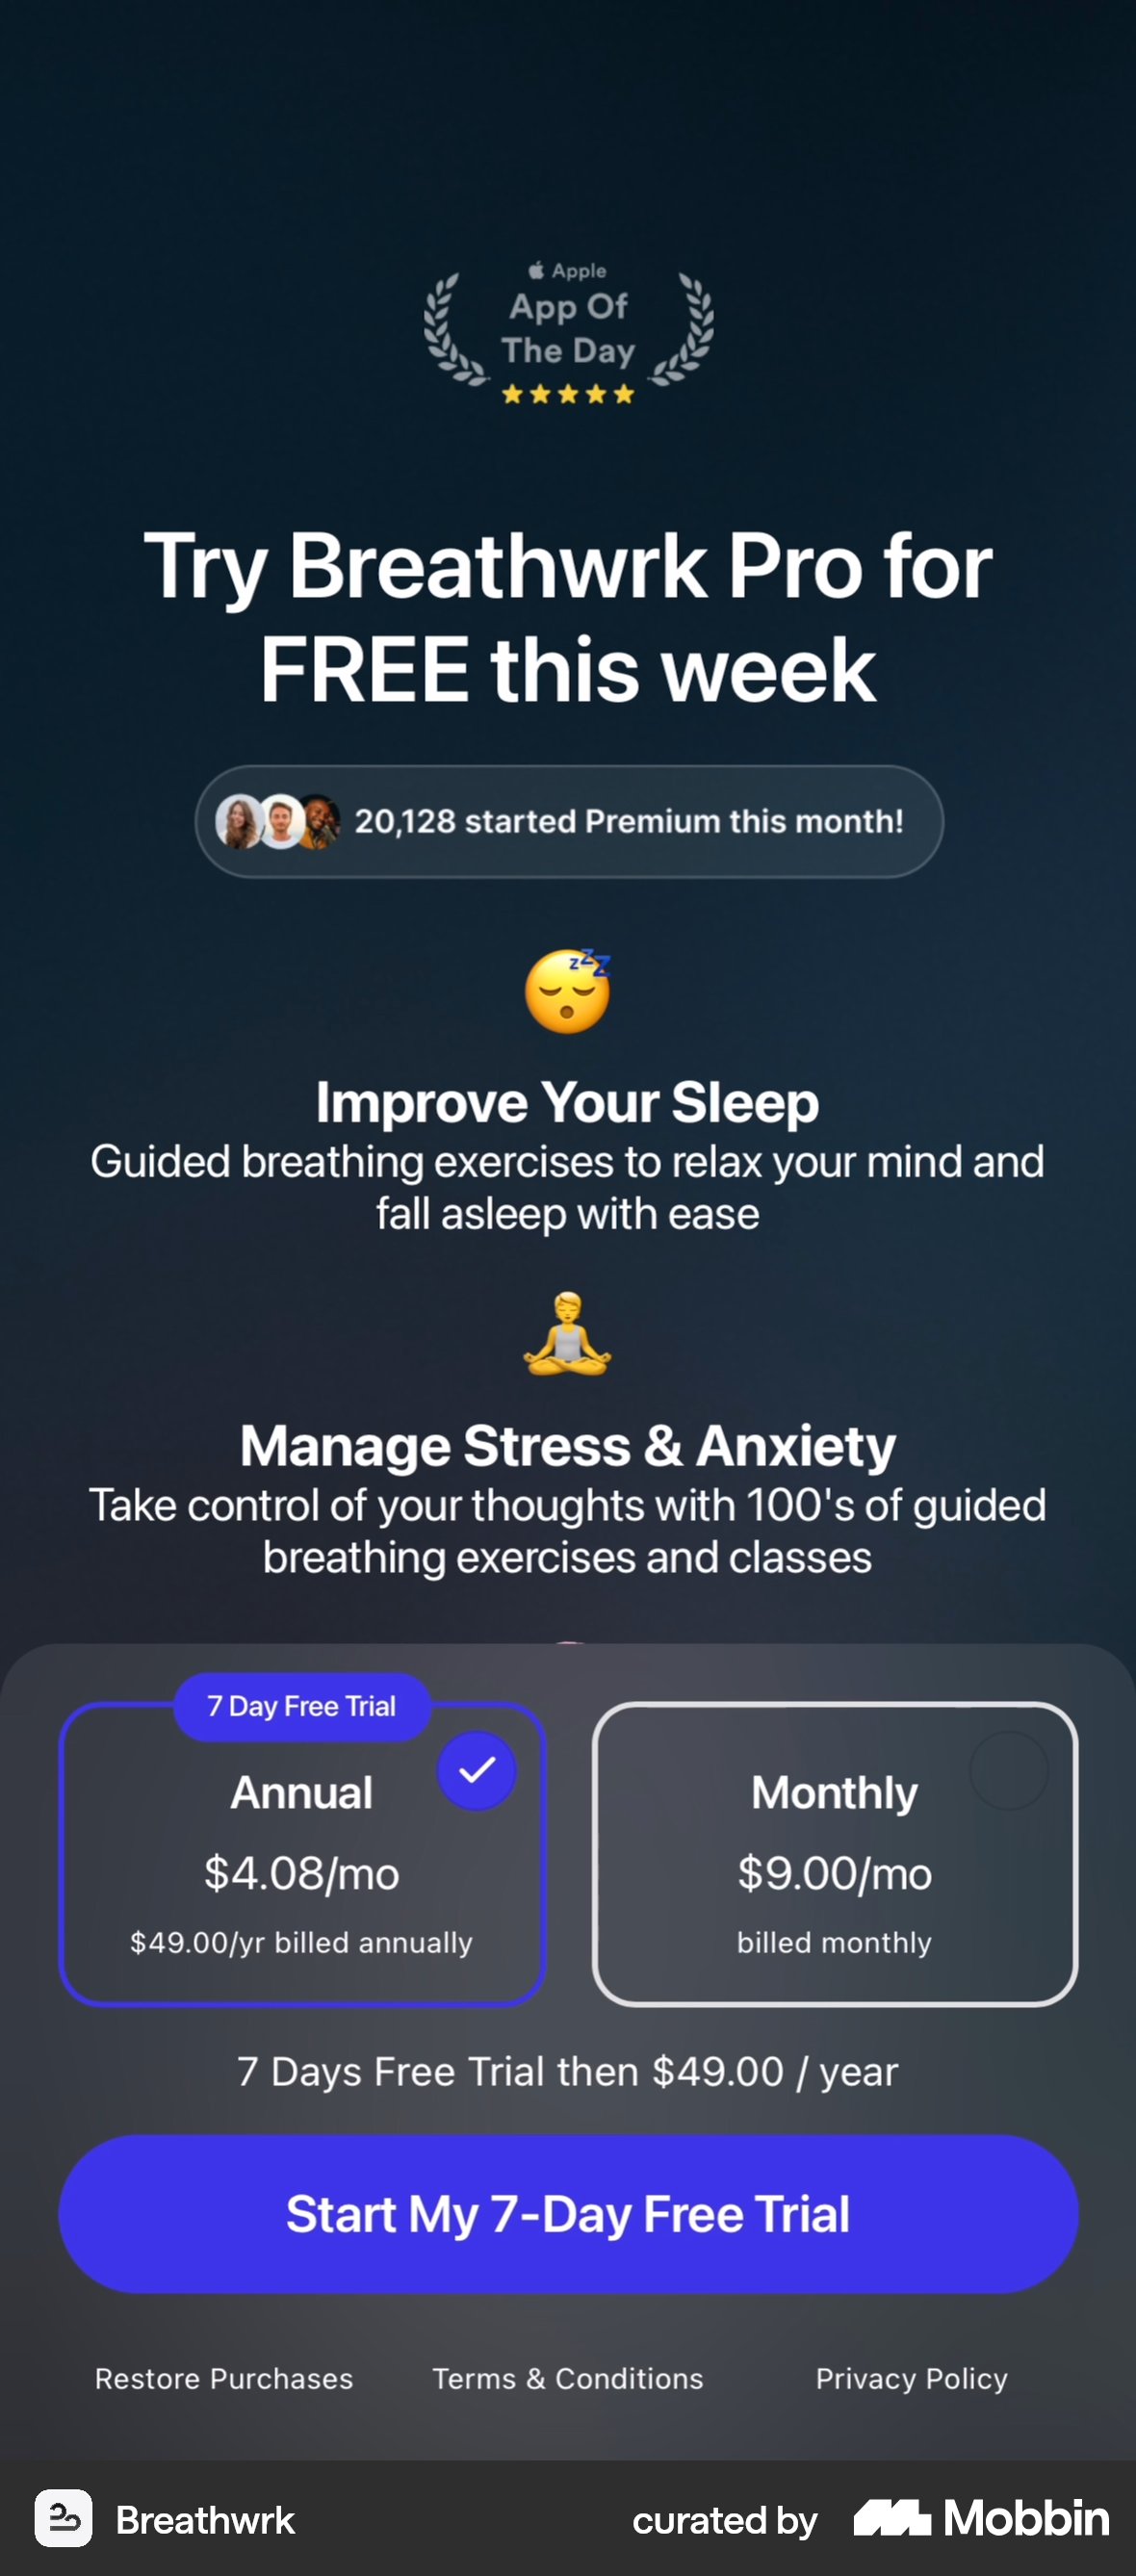 Apple
App Of
The Day
Try Breathwrk Pro for
FREE this week
20,128 started Premium this month!
Improve Your Sleep
Guided breathing exercises to relax your mind and
fall asleep with ease
Manage Stress & Anxiety
Take control of your thoughts with 100's of guided
breathing exercises and classes
7 Day Free Trial
Annual
$4.08/mo
$49.00/yr billed annually
Monthly
$9.00/mo
billed monthly
7 Days Free Trial then $49.00 / year
Start My 7-Day Free Trial
Restore Purchases Terms & Conditions Privacy Policy
Breathwrk curated by Mobbin